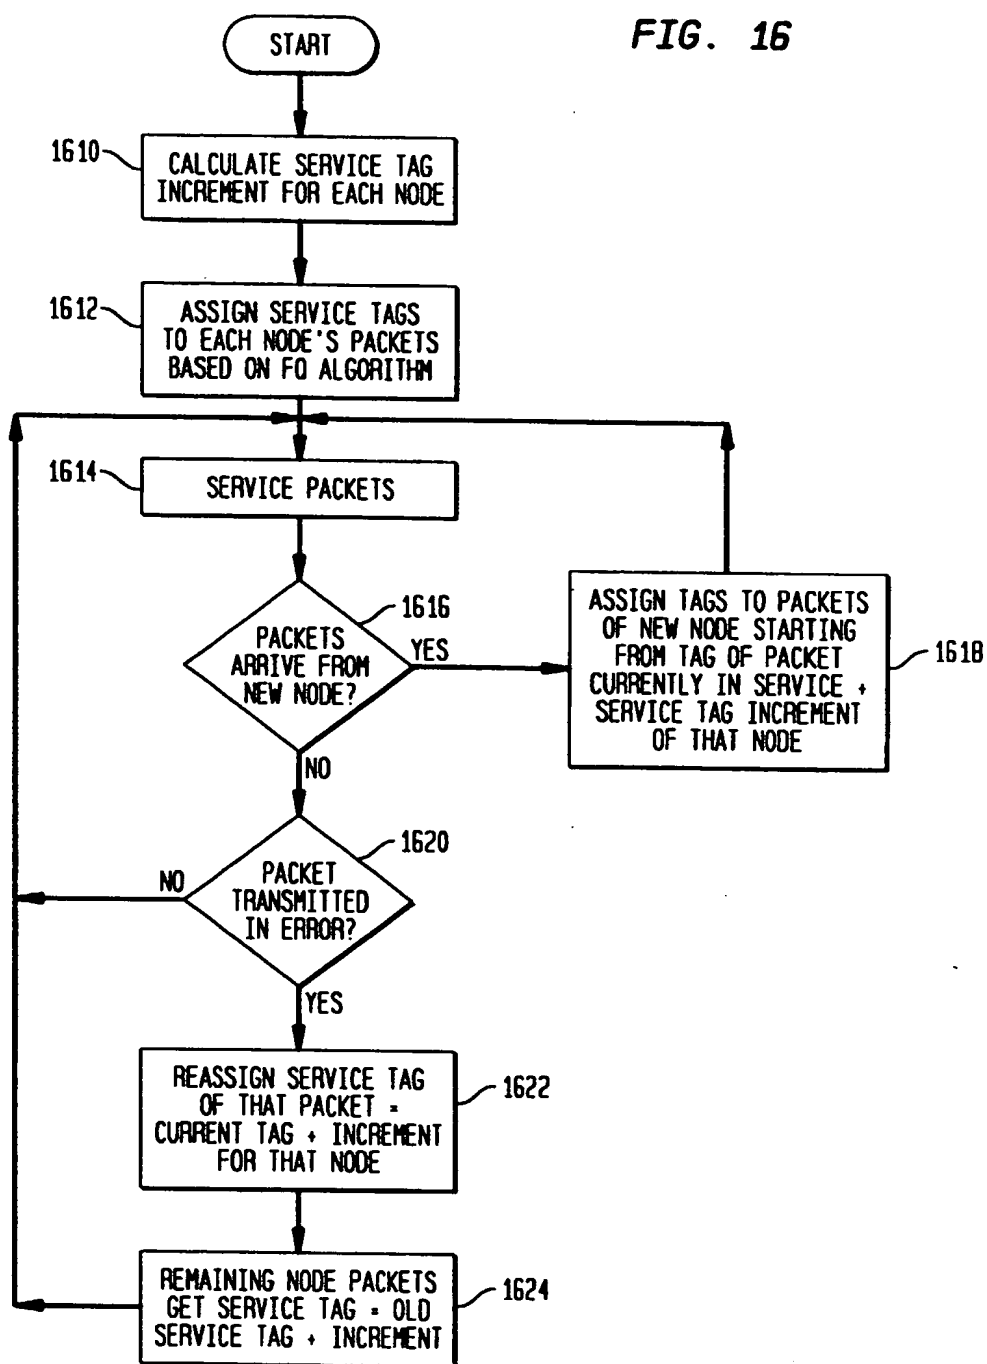 START
FIG. 16
1610
CALCULATE SERVICE TAG
INCREMENT FOR EACH NODE
1612
ASSIGN SERVICE TAGS
TO EACH NODE'S PACKETS
BASED ON FQ ALGORITHM
1614
SERVICE PACKETS
1616
PACKETS
ARRIVE FROM
NEW NODE?
YES
ASSIGN TAGS TO PACKETS
OF NEW NODE STARTING
FROM TAG OF PACKET
CURRENTLY IN SERVICE +
SERVICE TAG INCREMENT
OF THAT NODE
1618
NO
1620
PACKET
TRANSMITTED
IN ERROR?
NO
YES
REASSIGN SERVICE TAG
OF THAT PACKET =
CURRENT TAG + INCREMENT
FOR THAT NODE
1622
REMAINING NODE PACKETS
GET SERVICE TAG = OLD
SERVICE TAG + INCREMENT
1624